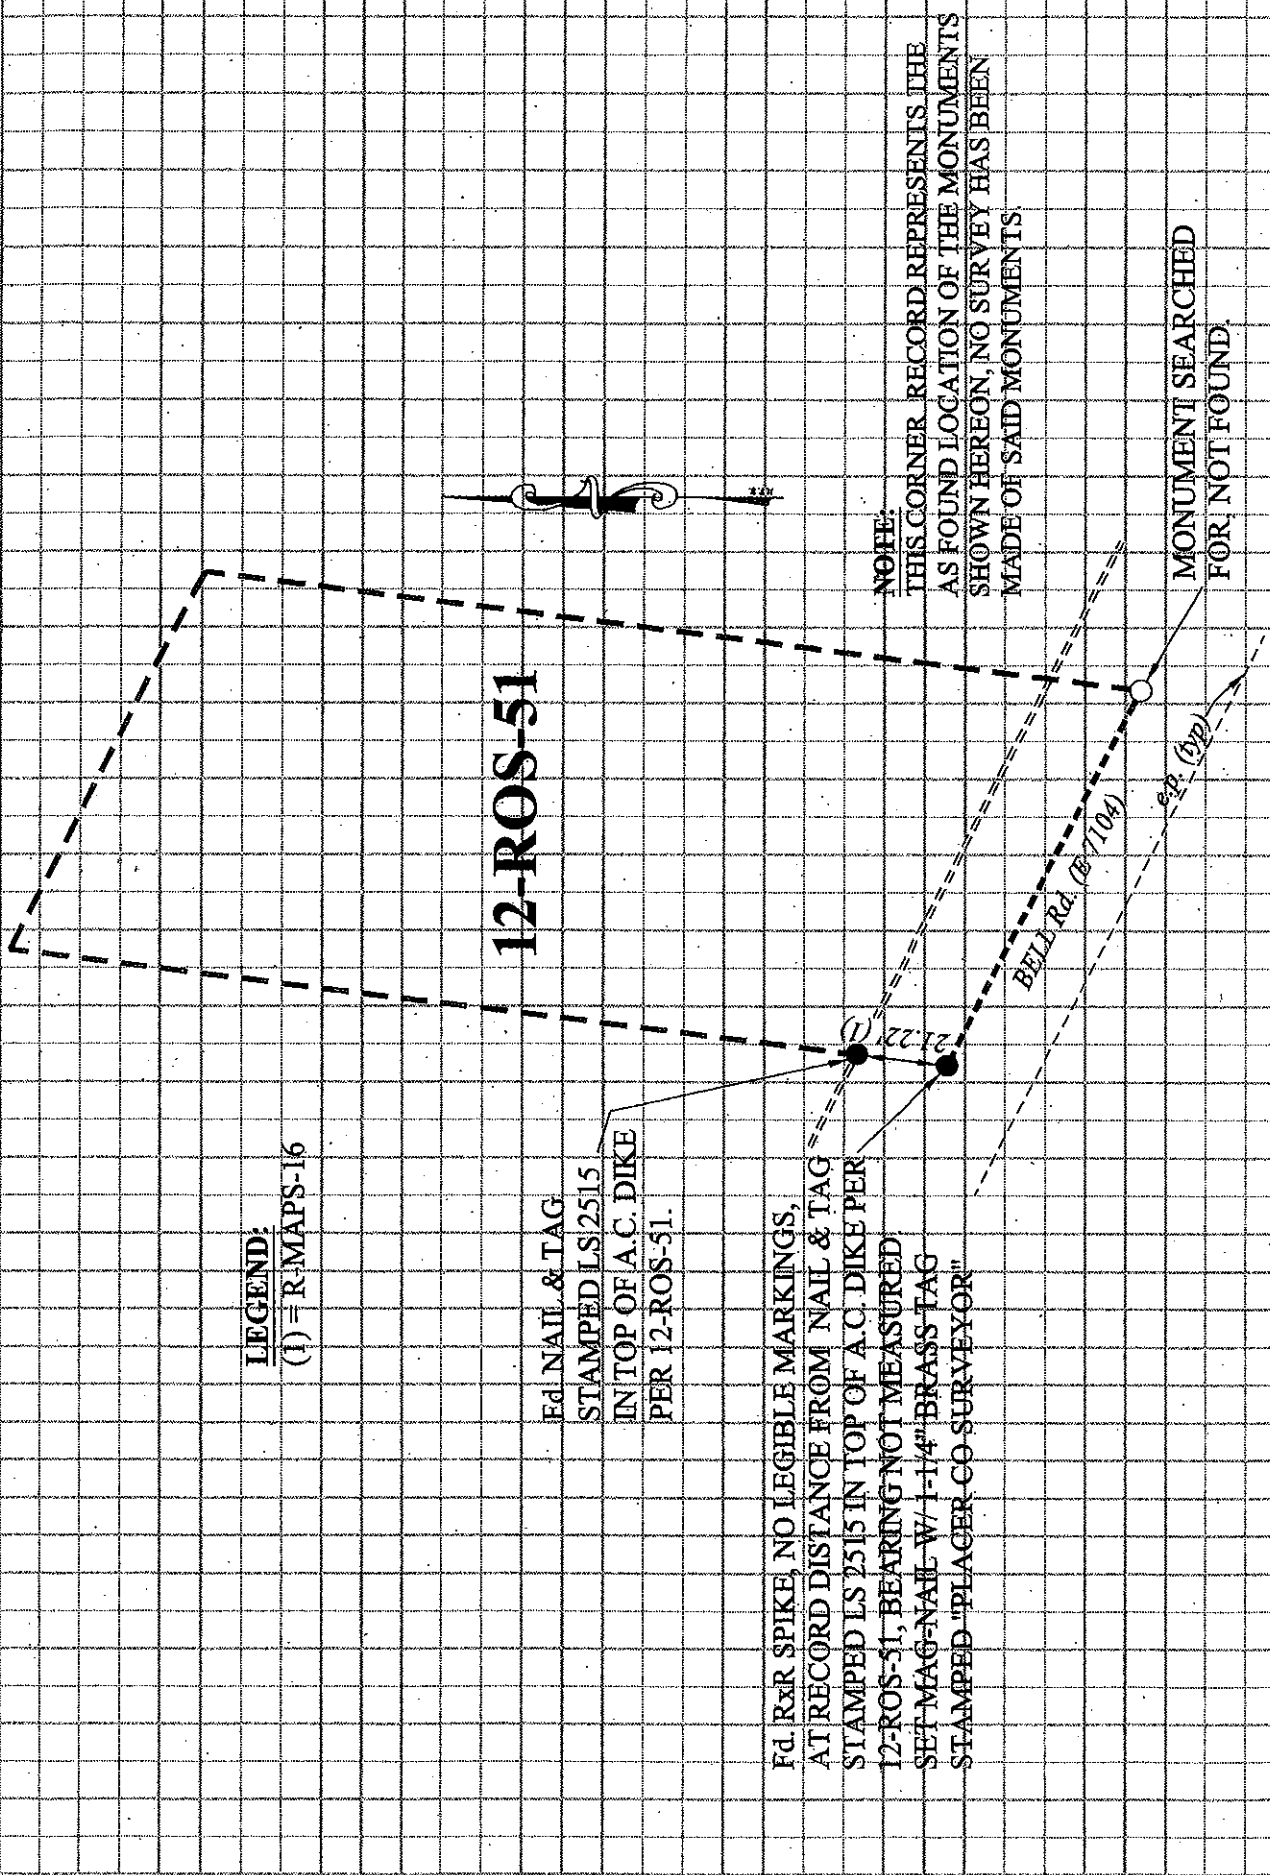 LEGEND:
(1) = R-MAPS-16
Fd. NAIL & TAG
STAMPED LS 2515
IN TOP OF A.C. DIKE
PER 12-ROS-51.
Fd. RxR SPIKE, NO LEGIBLE MARKINGS,
AT RECORD DISTANCE FROM NAIL & TAG
STAMPED LS 2515 IN TOP OF A.C. DIKE PER
12-ROS-51, BEARING NOT MEASURED.
SET MAG-NAIL W/ 1-1/4" BRASS TAG
STAMPED "PLACER CO SURVEYOR"
12-ROS-51
21.22' (1)
BELL Rd. (E-7104)
e.p. (typ)
NOTE:
THIS CORNER RECORD REPRESENTS THE
AS FOUND LOCATION OF THE MONUMENTS
SHOWN HEREON, NO SURVEY HAS BEEN
MADE OF SAID MONUMENTS.
MONUMENT SEARCHED
FOR, NOT FOUND.